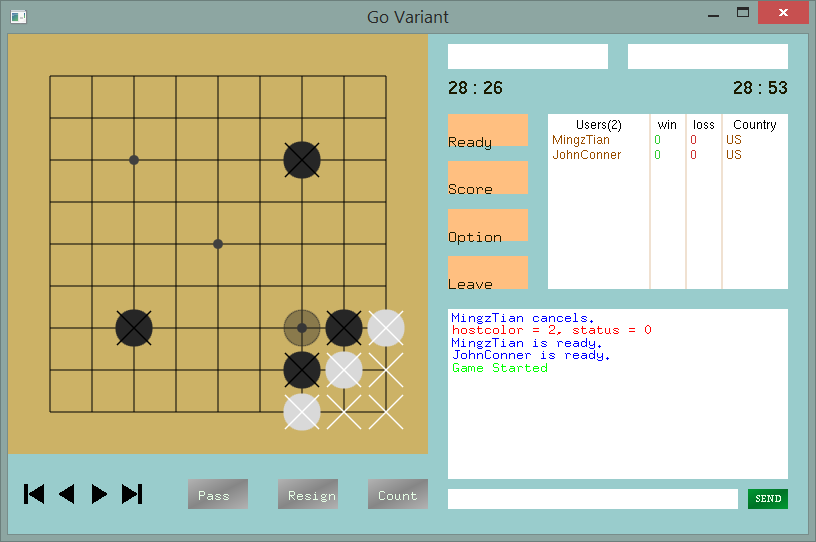 Go Variant
28 : 26
28 : 53
Ready
Score
Option
Leave
Users(2) win loss Country
MingzTian 0 0 US
JohnConner 0 0 US
MingzTian cancels.
hostcolor = 2, status = 0
MingzTian is ready.
JohnConner is ready.
Game Started
Pass
Resign
Count
SEND